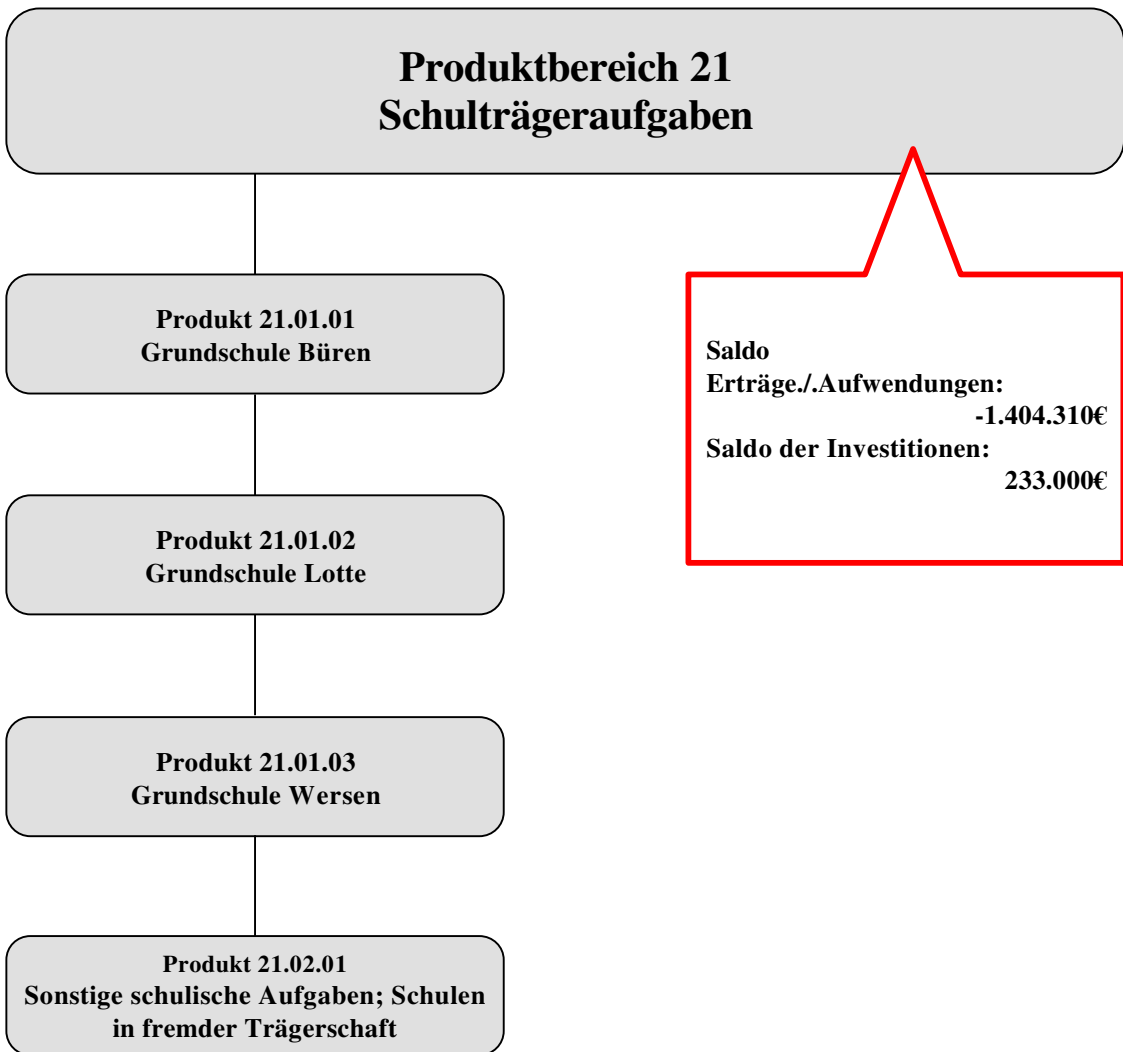 Produktbereich 21
Schulträgeraufgaben
Produkt 21.01.01
Grundschule Büren
Saldo
Erträge./.Aufwendungen:
-1.404.310€
Saldo der Investitionen:
233.000€
Produkt 21.01.02
Grundschule Lotte
Produkt 21.01.03
Grundschule Wersen
Produkt 21.02.01
Sonstige schulische Aufgaben; Schulen
in fremder Trägerschaft